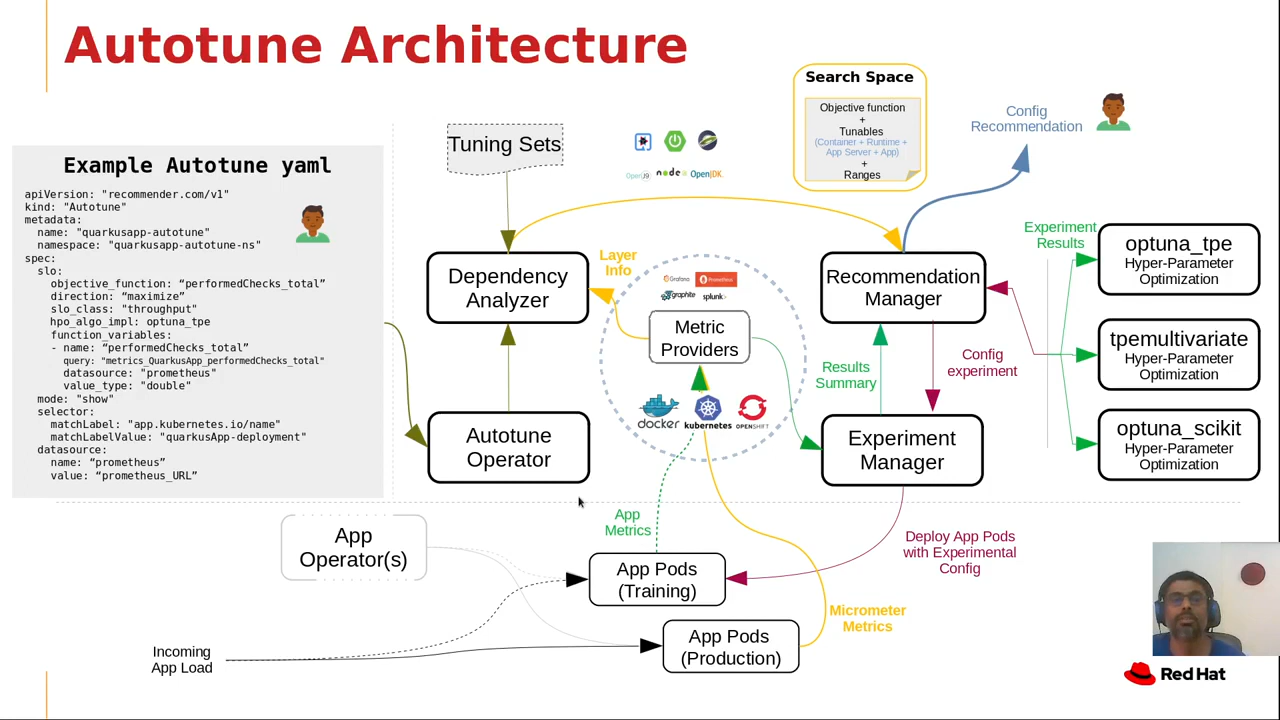 Autotune Architecture
Example Autotune yaml
apiVersion: "recommender.com/v1"
kind: "Autotune"
metadata:
name: "quarkusapp-autotune"
namespace: "quarkusapp-autotune-ns"
spec:
slo:
objective_function: “performedChecks_total”
direction: “maximize”
slo_class: "throughput"
hpo_algo_impl: optuna_tpe
function_variables:
- name: “performedChecks_total”
query: "metrics_QuarkusApp_performedChecks_total"
datasource: "prometheus"
value_type: "double"
mode: "show"
selector:
matchLabel: "app.kubernetes.io/name"
matchLabelValue: "quarkusApp-deployment"
datasource:
name: “prometheus”
value: “prometheus_URL”
Tuning Sets
OpenJ9
node
OpenJDK
Search Space
Objective function
+
Tunables
(Container + Runtime +
App Server + App)
+
Ranges
Config
Recommendation
Dependency
Analyzer
Layer
Info
Grafana
Prometheus
graphite
splunk>
Metric
Providers
docker
kubernetes
OPENSHIFT
Recommendation
Manager
Experiment
Results
optuna_tpe
Hyper-Parameter
Optimization
tpemultivariate
Hyper-Parameter
Optimization
optuna_scikit
Hyper-Parameter
Optimization
Results
Summary
Config
experiment
Autotune
Operator
Experiment
Manager
App
Operator(s)
App
Metrics
App Pods
(Training)
Deploy App Pods
with Experimental
Config
App Pods
(Production)
Micrometer
Metrics
Incoming
App Load
Red Hat